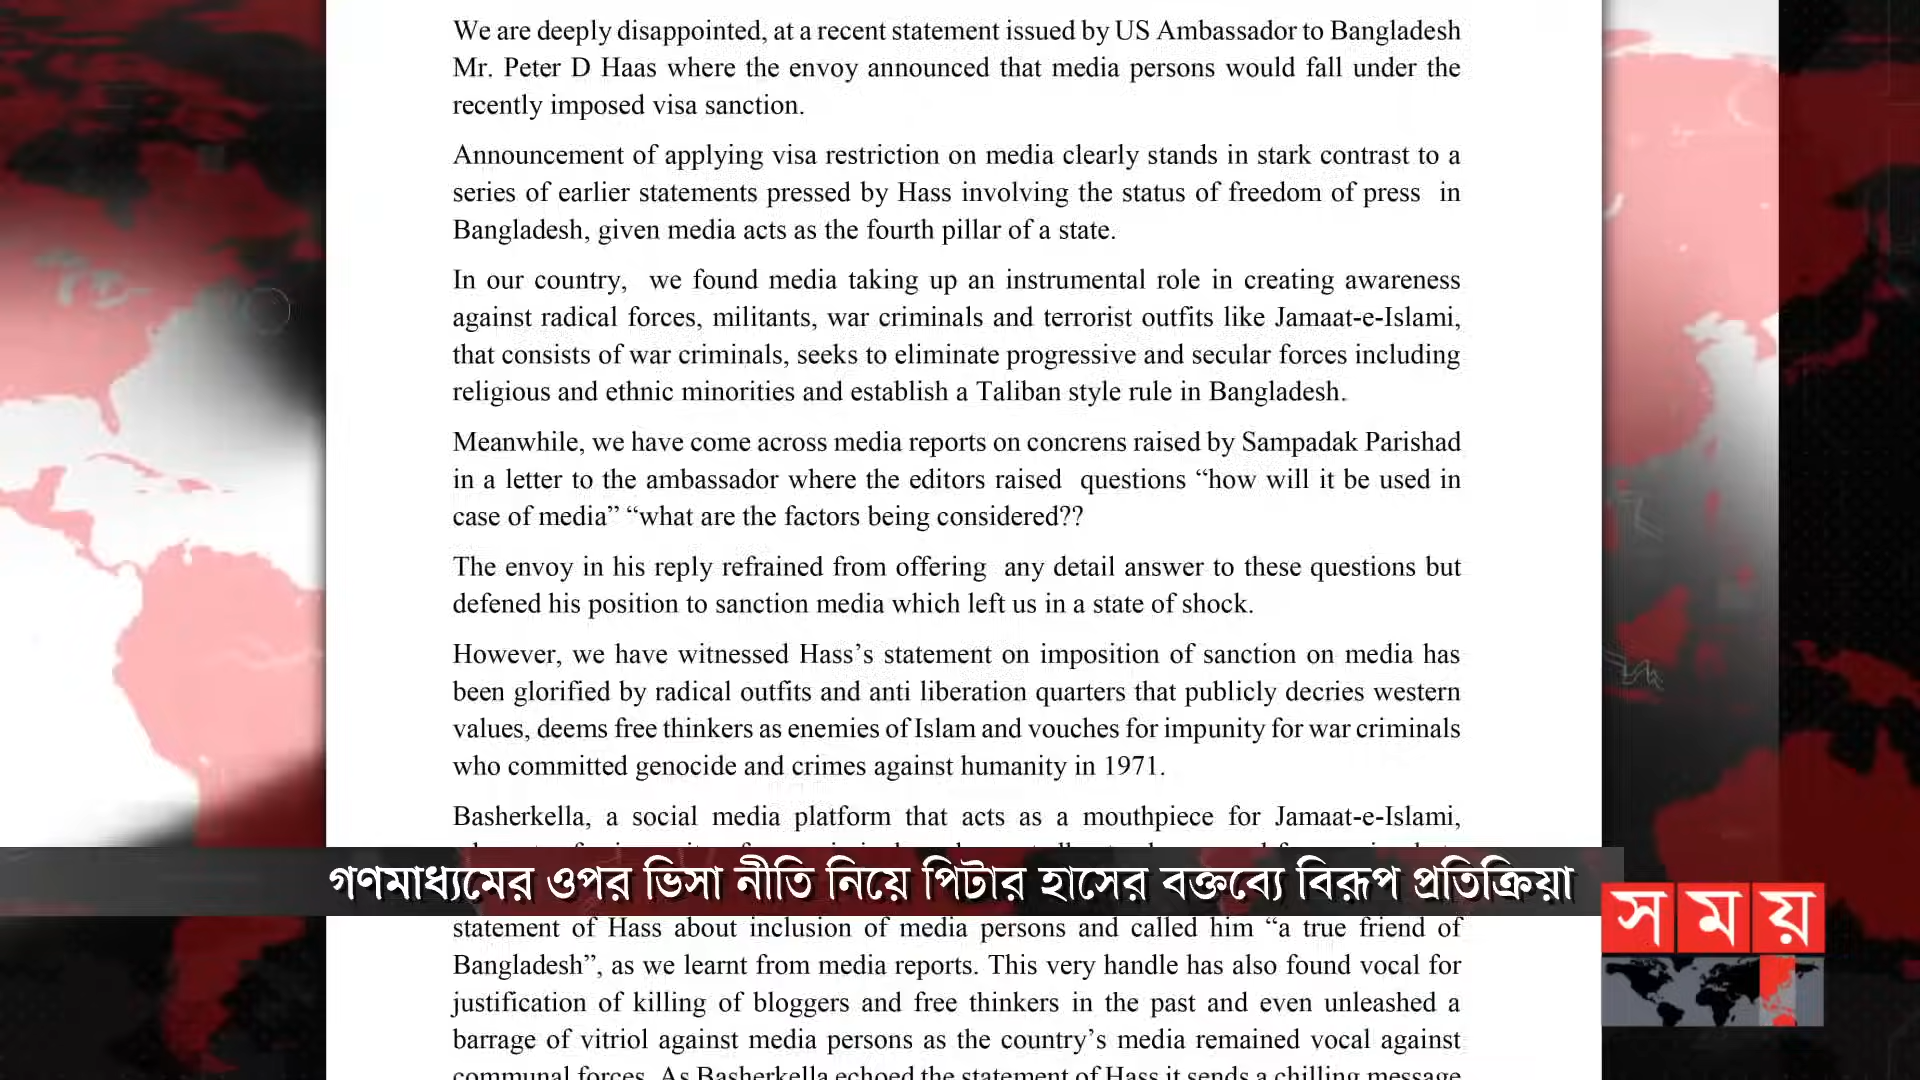 We are deeply disappointed, at a recent statement issued by US Ambassador to Bangladesh
Mr. Peter D Haas where the envoy announced that media persons would fall under the
recently imposed visa sanction.
Announcement of applying visa restriction on media clearly stands in stark contrast to a
series of earlier statements pressed by Hass involving the status of freedom of press in
Bangladesh, given media acts as the fourth pillar of a state.
In our country, we found media taking up an instrumental role in creating awareness
against radical forces, militants, war criminals and terrorist outfits like Jamaat-e-Islami,
that consists of war criminals, seeks to eliminate progressive and secular forces including
religious and ethnic minorities and establish a Taliban style rule in Bangladesh.
Meanwhile, we have come across media reports on concrens raised by Sampadak Parishad
in a letter to the ambassador where the editors raised questions “how will it be used in
case of media” “what are the factors being considered??
The envoy in his reply refrained from offering any detail answer to these questions but
defened his position to sanction media which left us in a state of shock.
However, we have witnessed Hass’s statement on imposition of sanction on media has
been glorified by radical outfits and anti liberation quarters that publicly decries western
values, deems free thinkers as enemies of Islam and vouches for impunity for war criminals
who committed genocide and crimes against humanity in 1971.
Basherkella, a social media platform that acts as a mouthpiece for Jamaat-e-Islami,
গণমাধ্যমের ওপর ভিসা নীতি নিয়ে পিটার হাসের বক্তব্যে বিরূপ প্রতিক্রিয়া
সময়
statement of Hass about inclusion of media persons and called him “a true friend of
Bangladesh”, as we learnt from media reports. This very handle has also found vocal for
justification of killing of bloggers and free thinkers in the past and even unleashed a
barrage of vitriol against media persons as the country’s media remained vocal against
communal forces. As Basherkella echoed the statement of Hass it sends a chilling message